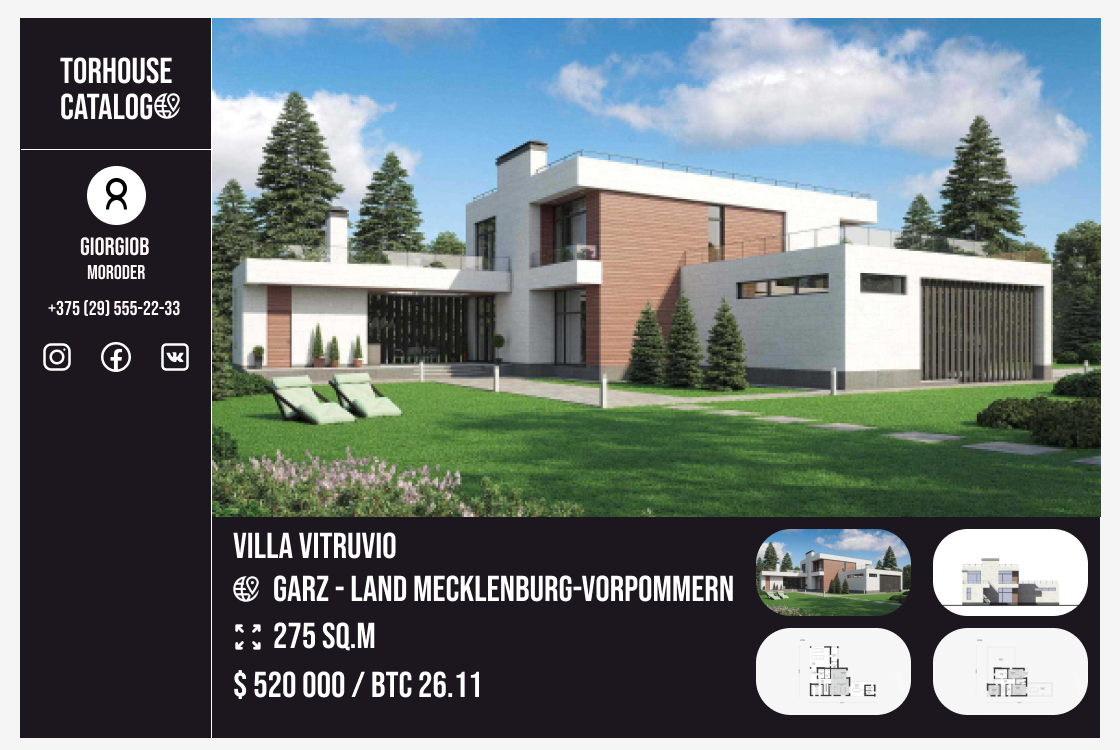 TORHOUSE
CATALOG
GIORGIOB
MORODER
+375 (29) 555-22-33
VILLA VITRUVIO
GARZ - LAND MECKLENBURG-VORPOMMERN
275 SQ.M
$ 520 000 / BTC 26.11